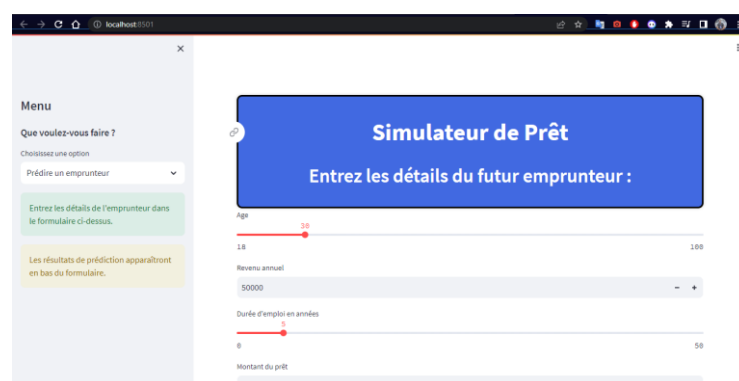 localhost:8501
Menu
Que voulez-vous faire ?
Choisissez une option
Prédire un emprunteur
Entrez les détails de l'emprunteur dans
le formulaire ci-dessus.
Les résultats de prédiction apparaîtront
en bas du formulaire.
Simulateur de Prêt
Entrez les détails du futur emprunteur :
Age
30
18
100
Revenu annuel
50000
Durée d'emploi en années
5
0
50
Montant du prêt